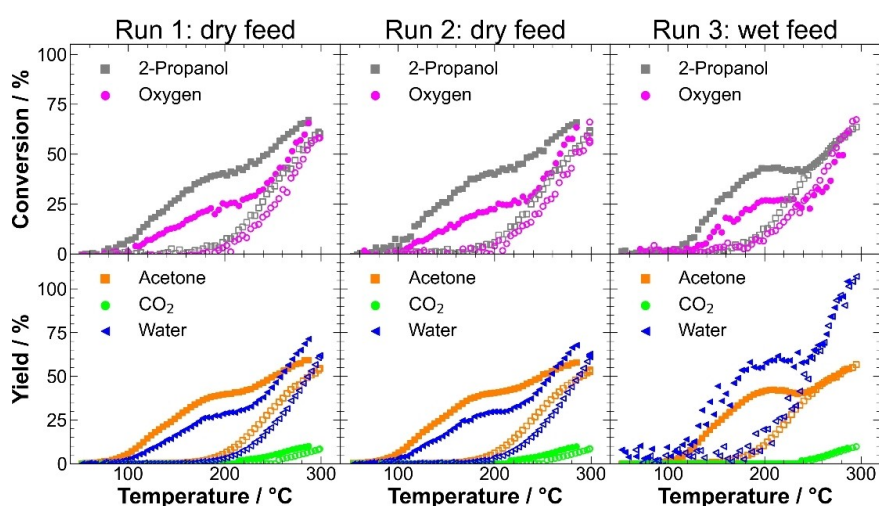 Run 1: dry feed
Run 2: dry feed
Run 3: wet feed
Conversion / %
100
75
50
25
0
2-Propanol
Oxygen
2-Propanol
Oxygen
2-Propanol
Oxygen
Yield / %
100
75
50
25
0
Acetone
CO₂
Water
Acetone
CO₂
Water
Acetone
CO₂
Water
100 200 300
100 200 300
100 200 300
Temperature / °C
Temperature / °C
Temperature / °C